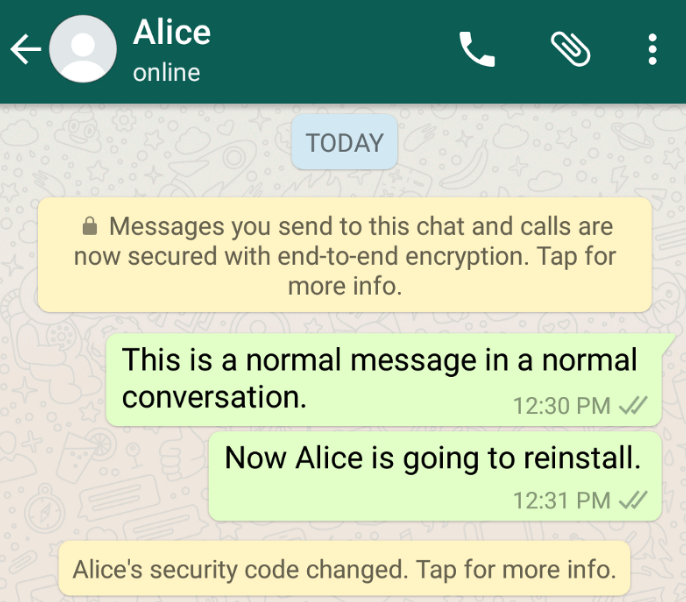 Alice
online
TODAY
Messages you send to this chat and calls are
now secured with end-to-end encryption. Tap for
more info.
This is a normal message in a normal
conversation.
12:30 PM
Now Alice is going to reinstall.
12:31 PM
Alice's security code changed. Tap for more info.